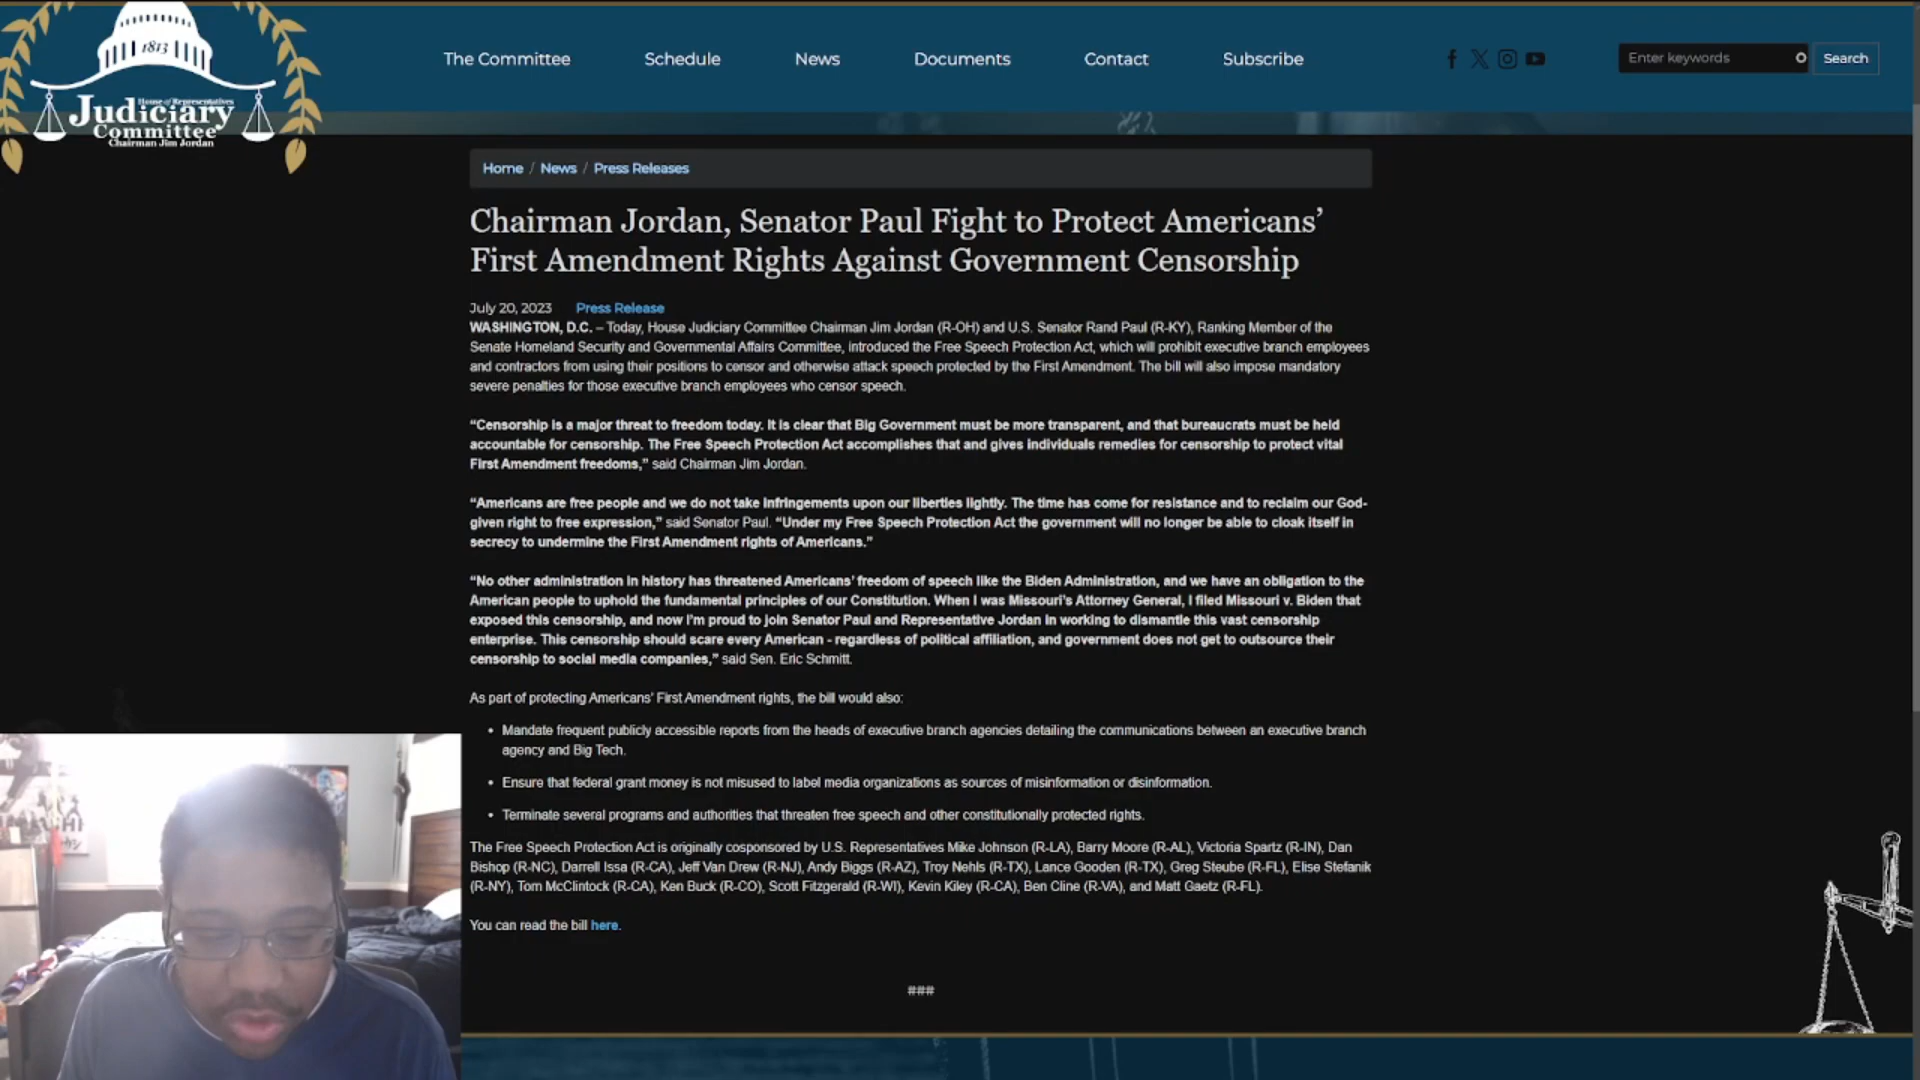 1813
House of Representatives
Judiciary
Committee
Chairman Jim Jordan
The Committee
Schedule
News
Documents
Contact
Subscribe
Enter keywords
Search
Home / News / Press Releases
Chairman Jordan, Senator Paul Fight to Protect Americans’
First Amendment Rights Against Government Censorship
July 20, 2023 Press Release
WASHINGTON, D.C. – Today, House Judiciary Committee Chairman Jim Jordan (R-OH) and U.S. Senator Rand Paul (R-KY), Ranking Member of the
Senate Homeland Security and Governmental Affairs Committee, introduced the Free Speech Protection Act, which will prohibit executive branch employees
and contractors from using their positions to censor and otherwise attack speech protected by the First Amendment. The bill will also impose mandatory
severe penalties for those executive branch employees who censor speech.
“Censorship is a major threat to freedom today. It is clear that Big Government must be more transparent, and that bureaucrats must be held
accountable for censorship. The Free Speech Protection Act accomplishes that and gives individuals remedies for censorship to protect vital
First Amendment freedoms,” said Chairman Jim Jordan.
“Americans are free people and we do not take infringements upon our liberties lightly. The time has come for resistance and to reclaim our God-
given right to free expression,” said Senator Paul. “Under my Free Speech Protection Act the government will no longer be able to cloak itself in
secrecy to undermine the First Amendment rights of Americans.”
“No other administration in history has threatened Americans’ freedom of speech like the Biden Administration, and we have an obligation to the
American people to uphold the fundamental principles of our Constitution. When I was Missouri’s Attorney General, I filed Missouri v. Biden that
exposed this censorship, and now I’m proud to join Senator Paul and Representative Jordan in working to dismantle this vast censorship
enterprise. This censorship should scare every American - regardless of political affiliation, and government does not get to outsource their
censorship to social media companies,” said Sen. Eric Schmitt.
As part of protecting Americans’ First Amendment rights, the bill would also:
• Mandate frequent publicly accessible reports from the heads of executive branch agencies detailing the communications between an executive branch
agency and Big Tech.
• Ensure that federal grant money is not misused to label media organizations as sources of misinformation or disinformation.
• Terminate several programs and authorities that threaten free speech and other constitutionally protected rights.
The Free Speech Protection Act is originally cosponsored by U.S. Representatives Mike Johnson (R-LA), Barry Moore (R-AL), Victoria Spartz (R-IN), Dan
Bishop (R-NC), Darrell Issa (R-CA), Jeff Van Drew (R-NJ), Andy Biggs (R-AZ), Troy Nehls (R-TX), Lance Gooden (R-TX), Greg Steube (R-FL), Elise Stefanik
(R-NY), Tom McClintock (R-CA), Ken Buck (R-CO), Scott Fitzgerald (R-WI), Kevin Kiley (R-CA), Ben Cline (R-VA), and Matt Gaetz (R-FL).
You can read the bill here.
###